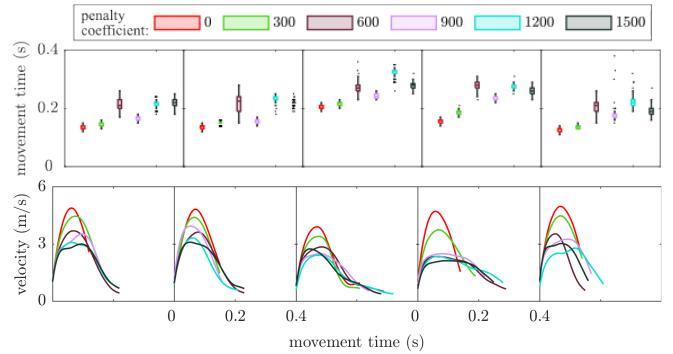 penalty coefficient: 0 300 600 900 1200 1500
movement time (s)
0.4
0.2
0
velocity (m/s)
6
3
0
0 0.2 0.4 0 0.2 0.4
movement time (s)